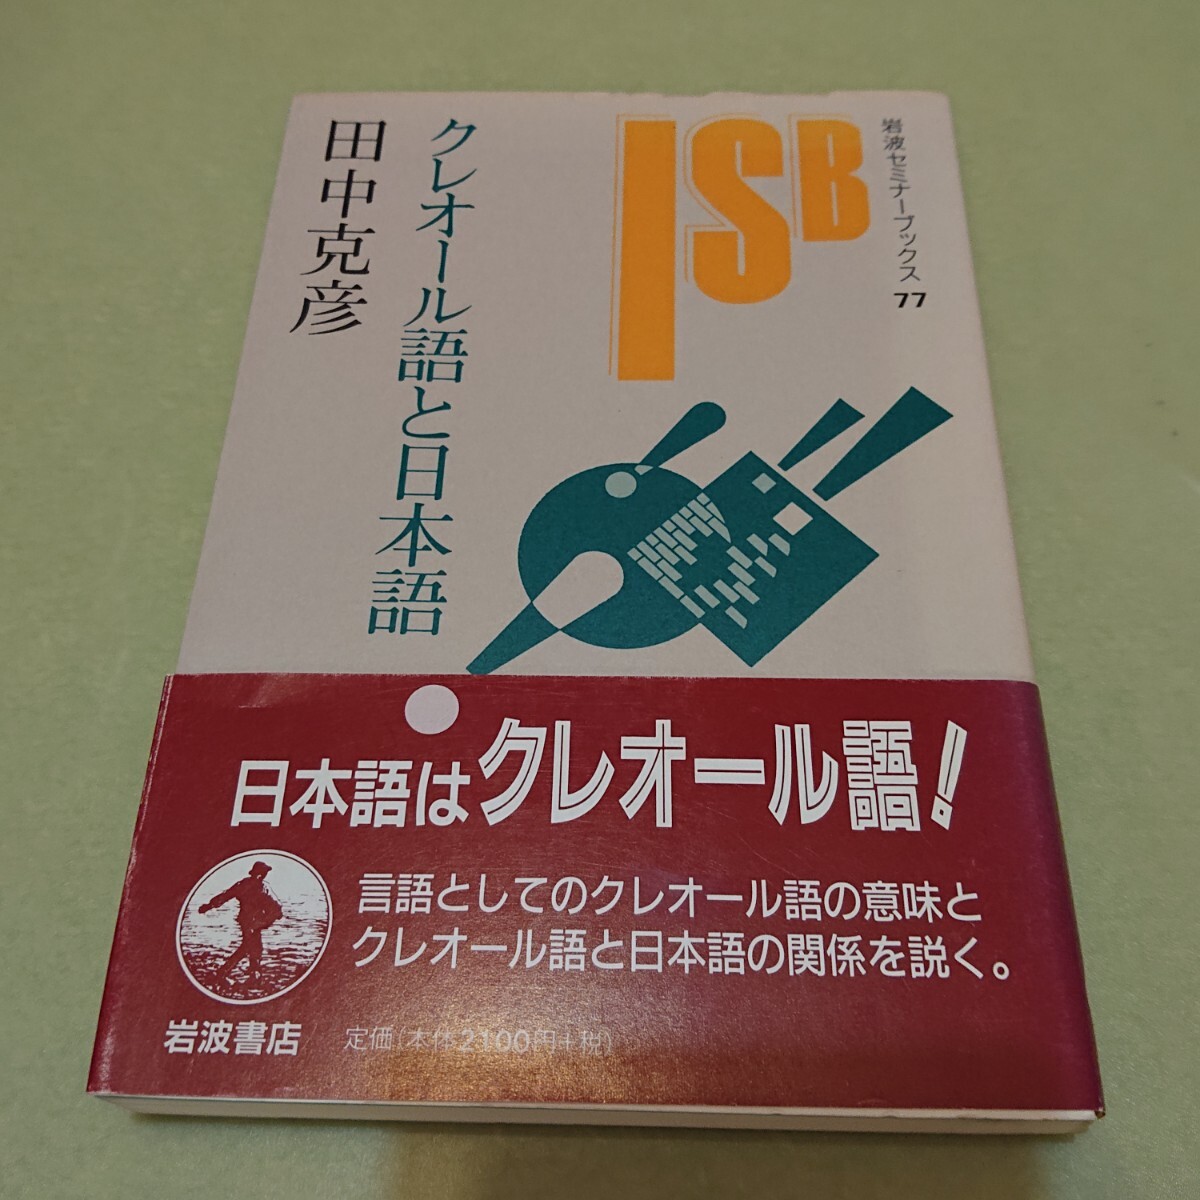 岩波セミナーブックス 77
ISB
クレオール語と日本語
田中克彦
日本語はクレオール語!
言語としてのクレオール語の意味と
クレオール語と日本語の関係を説く。
岩波書店
定価(本体2100円+税)